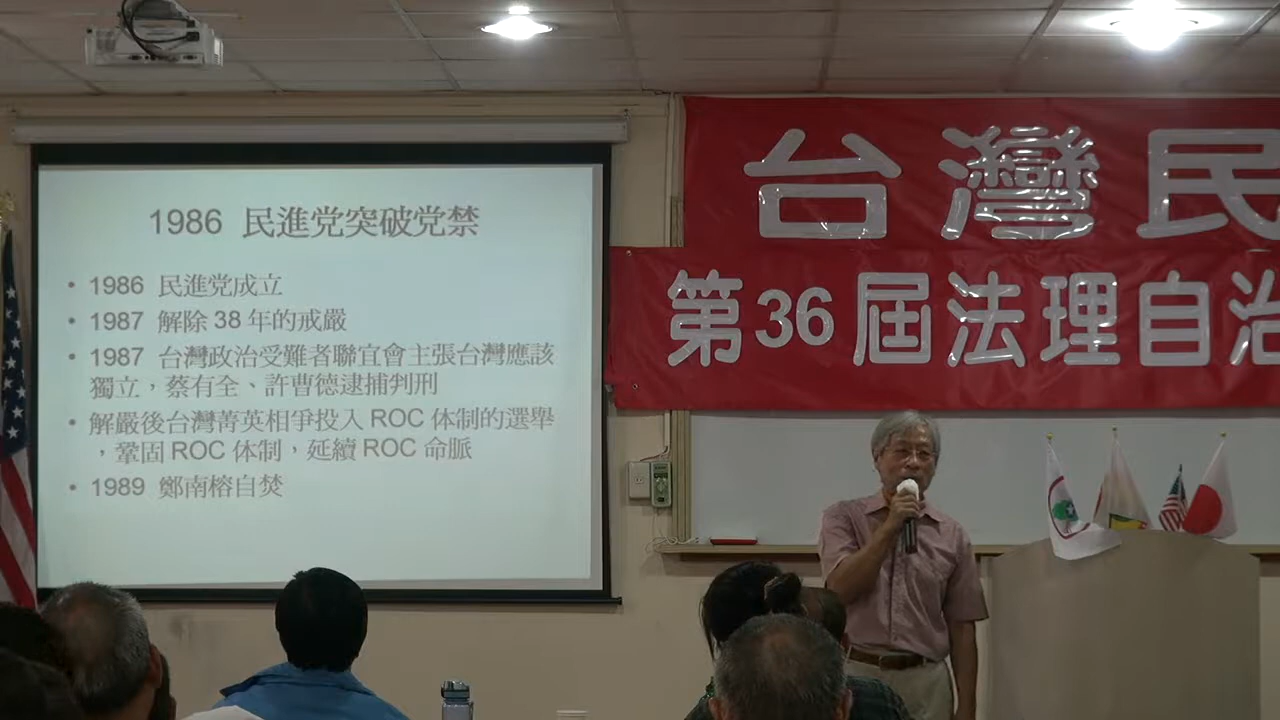 1986 民進党突破党禁
• 1986 民進党成立
• 1987 解除 38 年的戒嚴
• 1987 台灣政治受難者聯宜會主張台灣應該
獨立，蔡有全、許曹德逮捕判刑
• 解嚴後台灣菁英相爭投入 ROC 体制的選舉
，鞏固 ROC 体制，延續 ROC 命脈
• 1989 鄭南榕自焚
台灣民
第36屆法理自治